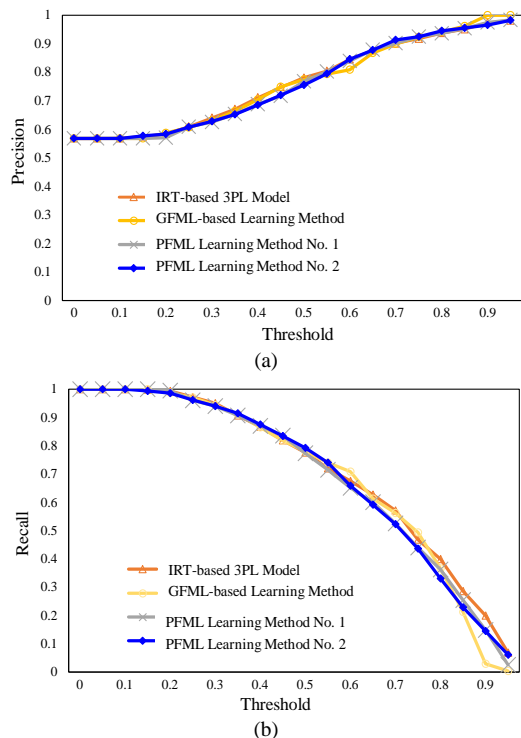 1
0.9
0.8
0.7
0.6
0.5
0.4
0.3
0.2
0.1
0
Precision
IRT-based 3PL Model
GFML-based Learning Method
PFML Learning Method No. 1
PFML Learning Method No. 2
0 0.1 0.2 0.3 0.4 0.5 0.6 0.7 0.8 0.9
Threshold
(a)
1
0.9
0.8
0.7
0.6
0.5
0.4
0.3
0.2
0.1
0
Recall
IRT-based 3PL Model
GFML-based Learning Method
PFML Learning Method No. 1
PFML Learning Method No. 2
0 0.1 0.2 0.3 0.4 0.5 0.6 0.7 0.8 0.9
Threshold
(b)